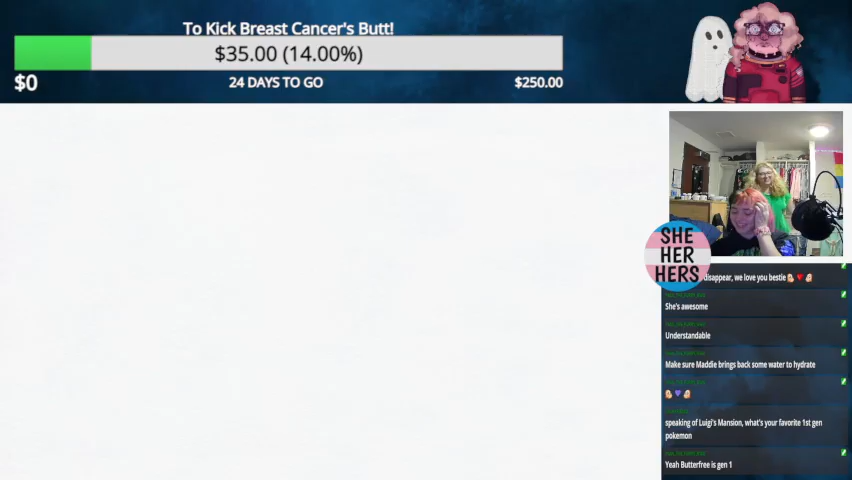 To Kick Breast Cancer's Butt!
$35.00 (14.00%)
$0
24 DAYS TO GO
$250.00
SHE
HER
HERS
disappear, we love you bestie
She's awesome
Understandable
Make sure Maddie brings back some water to hydrate
speaking of Luigi's Mansion, what's your favorite 1st gen
pokemon
Yeah Butterfree is gen 1